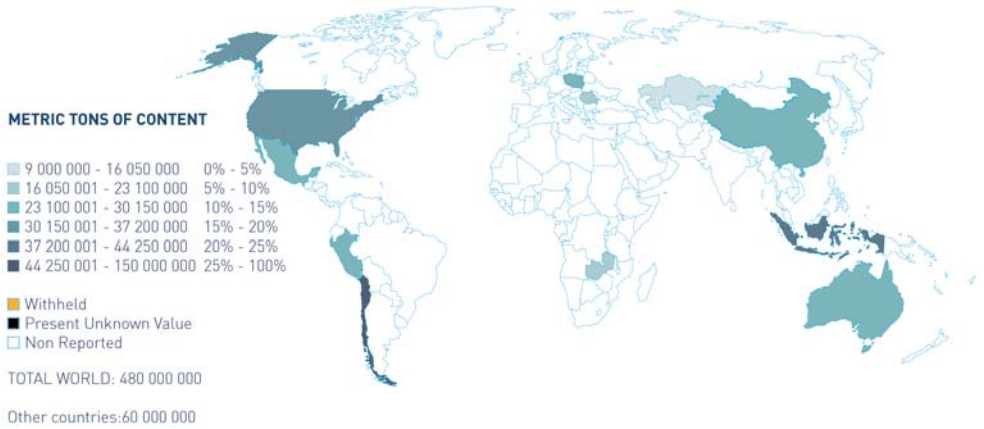 METRIC TONS OF CONTENT
9 000 000 - 16 050 000 0% - 5%
16 050 001 - 23 100 000 5% - 10%
23 100 001 - 30 150 000 10% - 15%
30 150 001 - 37 200 000 15% - 20%
37 200 001 - 44 250 000 20% - 25%
44 250 001 - 150 000 000 25% - 100%
Withheld
Present Unknown Value
Non Reported
TOTAL WORLD: 480 000 000
Other countries:60 000 000